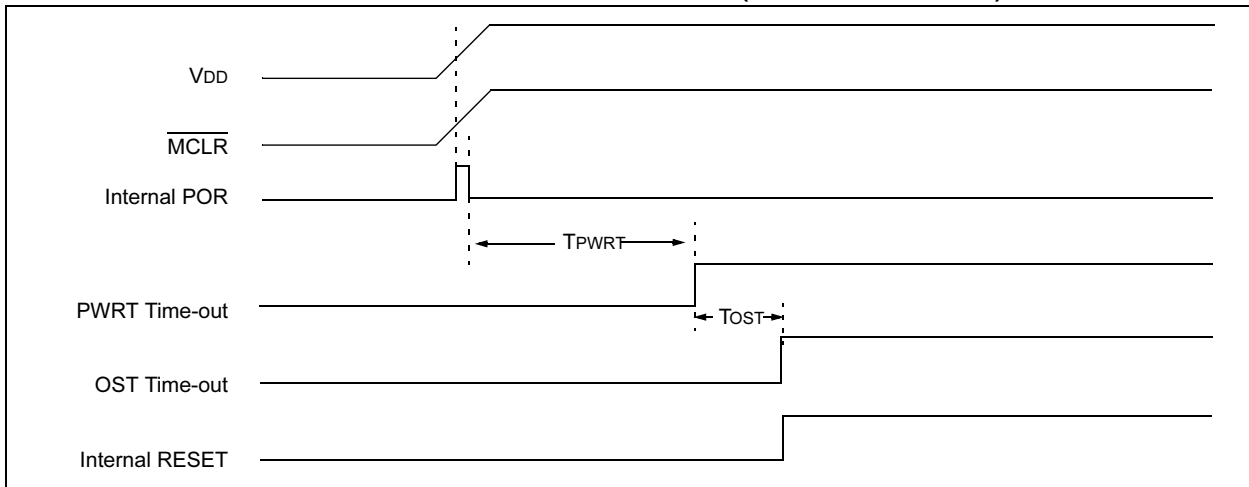 VDD
MCLR
Internal POR
TPWRT
PWRT Time-out
TOST
OST Time-out
Internal RESET